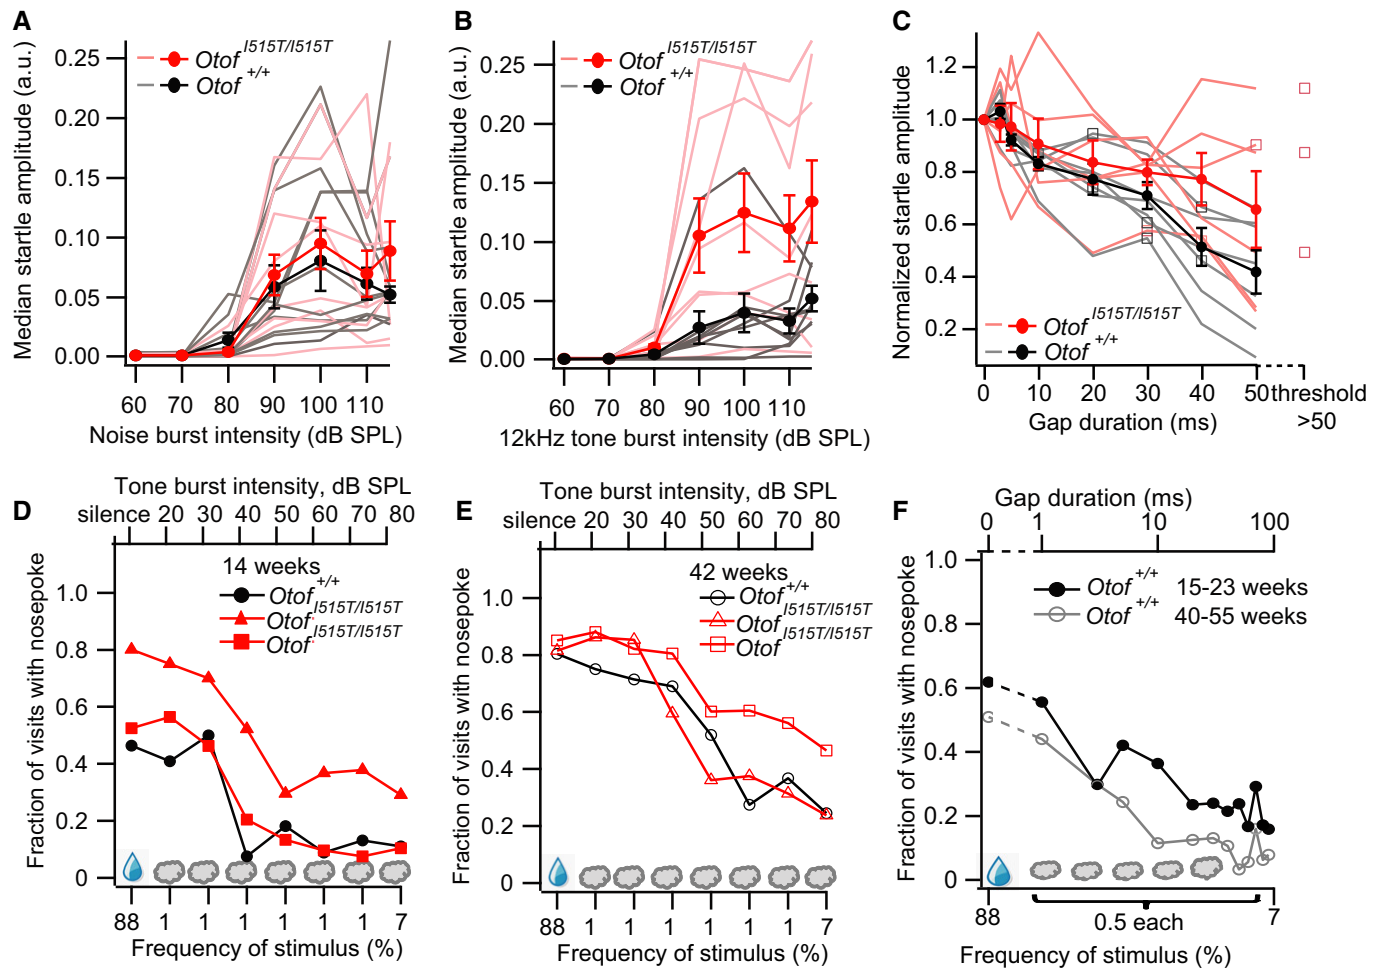 A
Median startle amplitude (a.u.)
0.25
0.20
0.15
0.10
0.05
0.00
Otof I515T/I515T
Otof +/+
60 70 80 90 100 110
Noise burst intensity (dB SPL)
B
Median startle amplitude (a.u.)
0.25
0.20
0.15
0.10
0.05
0.00
Otof I515T/I515T
Otof +/+
60 70 80 90 100 110
12kHz tone burst intensity (dB SPL)
C
Normalized startle amplitude
1.2
1.0
0.8
0.6
0.4
0.2
Otof I515T/I515T
Otof +/+
0 10 20 30 40 50 threshold
>50
Gap duration (ms)
D
Tone burst intensity, dB SPL
silence 20 30 40 50 60 70 80
Fraction of visits with nosepoke
1.0
0.8
0.6
0.4
0.2
0
14 weeks
Otof +/+
Otof I515T/I515T
Otof I515T/I515T
88 1 1 1 1 1 1 7
Frequency of stimulus (%)
E
Tone burst intensity, dB SPL
silence 20 30 40 50 60 70 80
Fraction of visits with nosepoke
1.0
0.8
0.6
0.4
0.2
0
42 weeks
Otof +/+
Otof I515T/I515T
Otof I515T/I515T
88 1 1 1 1 1 1 7
Frequency of stimulus (%)
F
Gap duration (ms)
0 1 10 100
Fraction of visits with nosepoke
1.0
0.8
0.6
0.4
0.2
0
Otof +/+ 15-23 weeks
Otof +/+ 40-55 weeks
88 0.5 each 7
Frequency of stimulus (%)